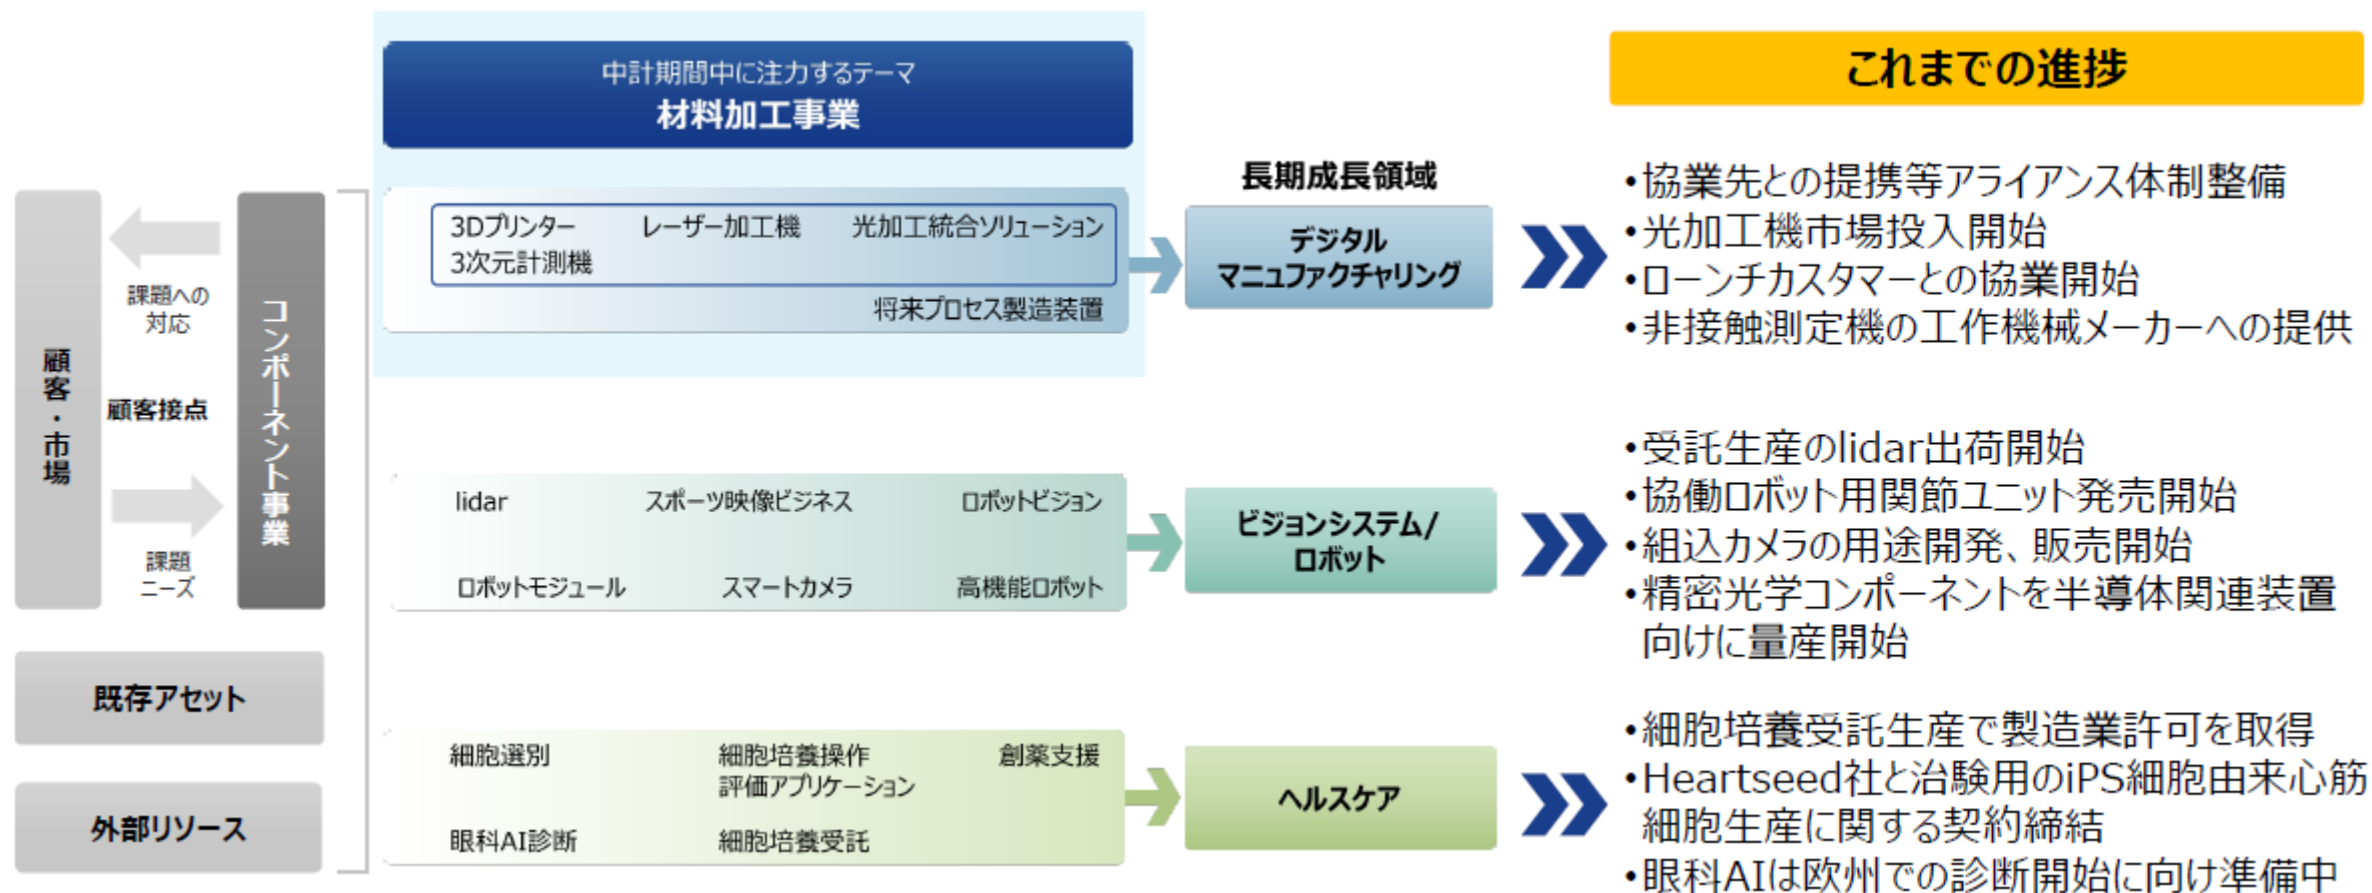 中計期間中に注力するテーマ
材料加工事業
これまでの進捗
顧客・市場
課題への
対応
顧客接点
課題
ニーズ
コンポーネント事業
既存アセット
外部リソース
3Dプリンター レーザー加工機 光加工統合ソリューション
3次元計測機
将来プロセス製造装置
長期成長領域
デジタル
マニュファクチャリング
・協業先との提携等アライアンス体制整備
・光加工機市場投入開始
・ローンチカスタマーとの協業開始
・非接触測定機の工作機械メーカーへの提供
lidar スポーツ映像ビジネス ロボットビジョン
ロボットモジュール スマートカメラ 高機能ロボット
ビジョンシステム/
ロボット
・受託生産のlidar出荷開始
・協働ロボット用関節ユニット発売開始
・組込カメラの用途開発、販売開始
・精密光学コンポーネントを半導体関連装置
向けに量産開始
細胞選別 細胞培養操作 創薬支援
評価アプリケーション
眼科AI診断 細胞培養受託
ヘルスケア
・細胞培養受託生産で製造業許可を取得
・Heartseed社と治験用のiPS細胞由来心筋
細胞生産に関する契約締結
・眼科AIは欧州での診断開始に向け準備中